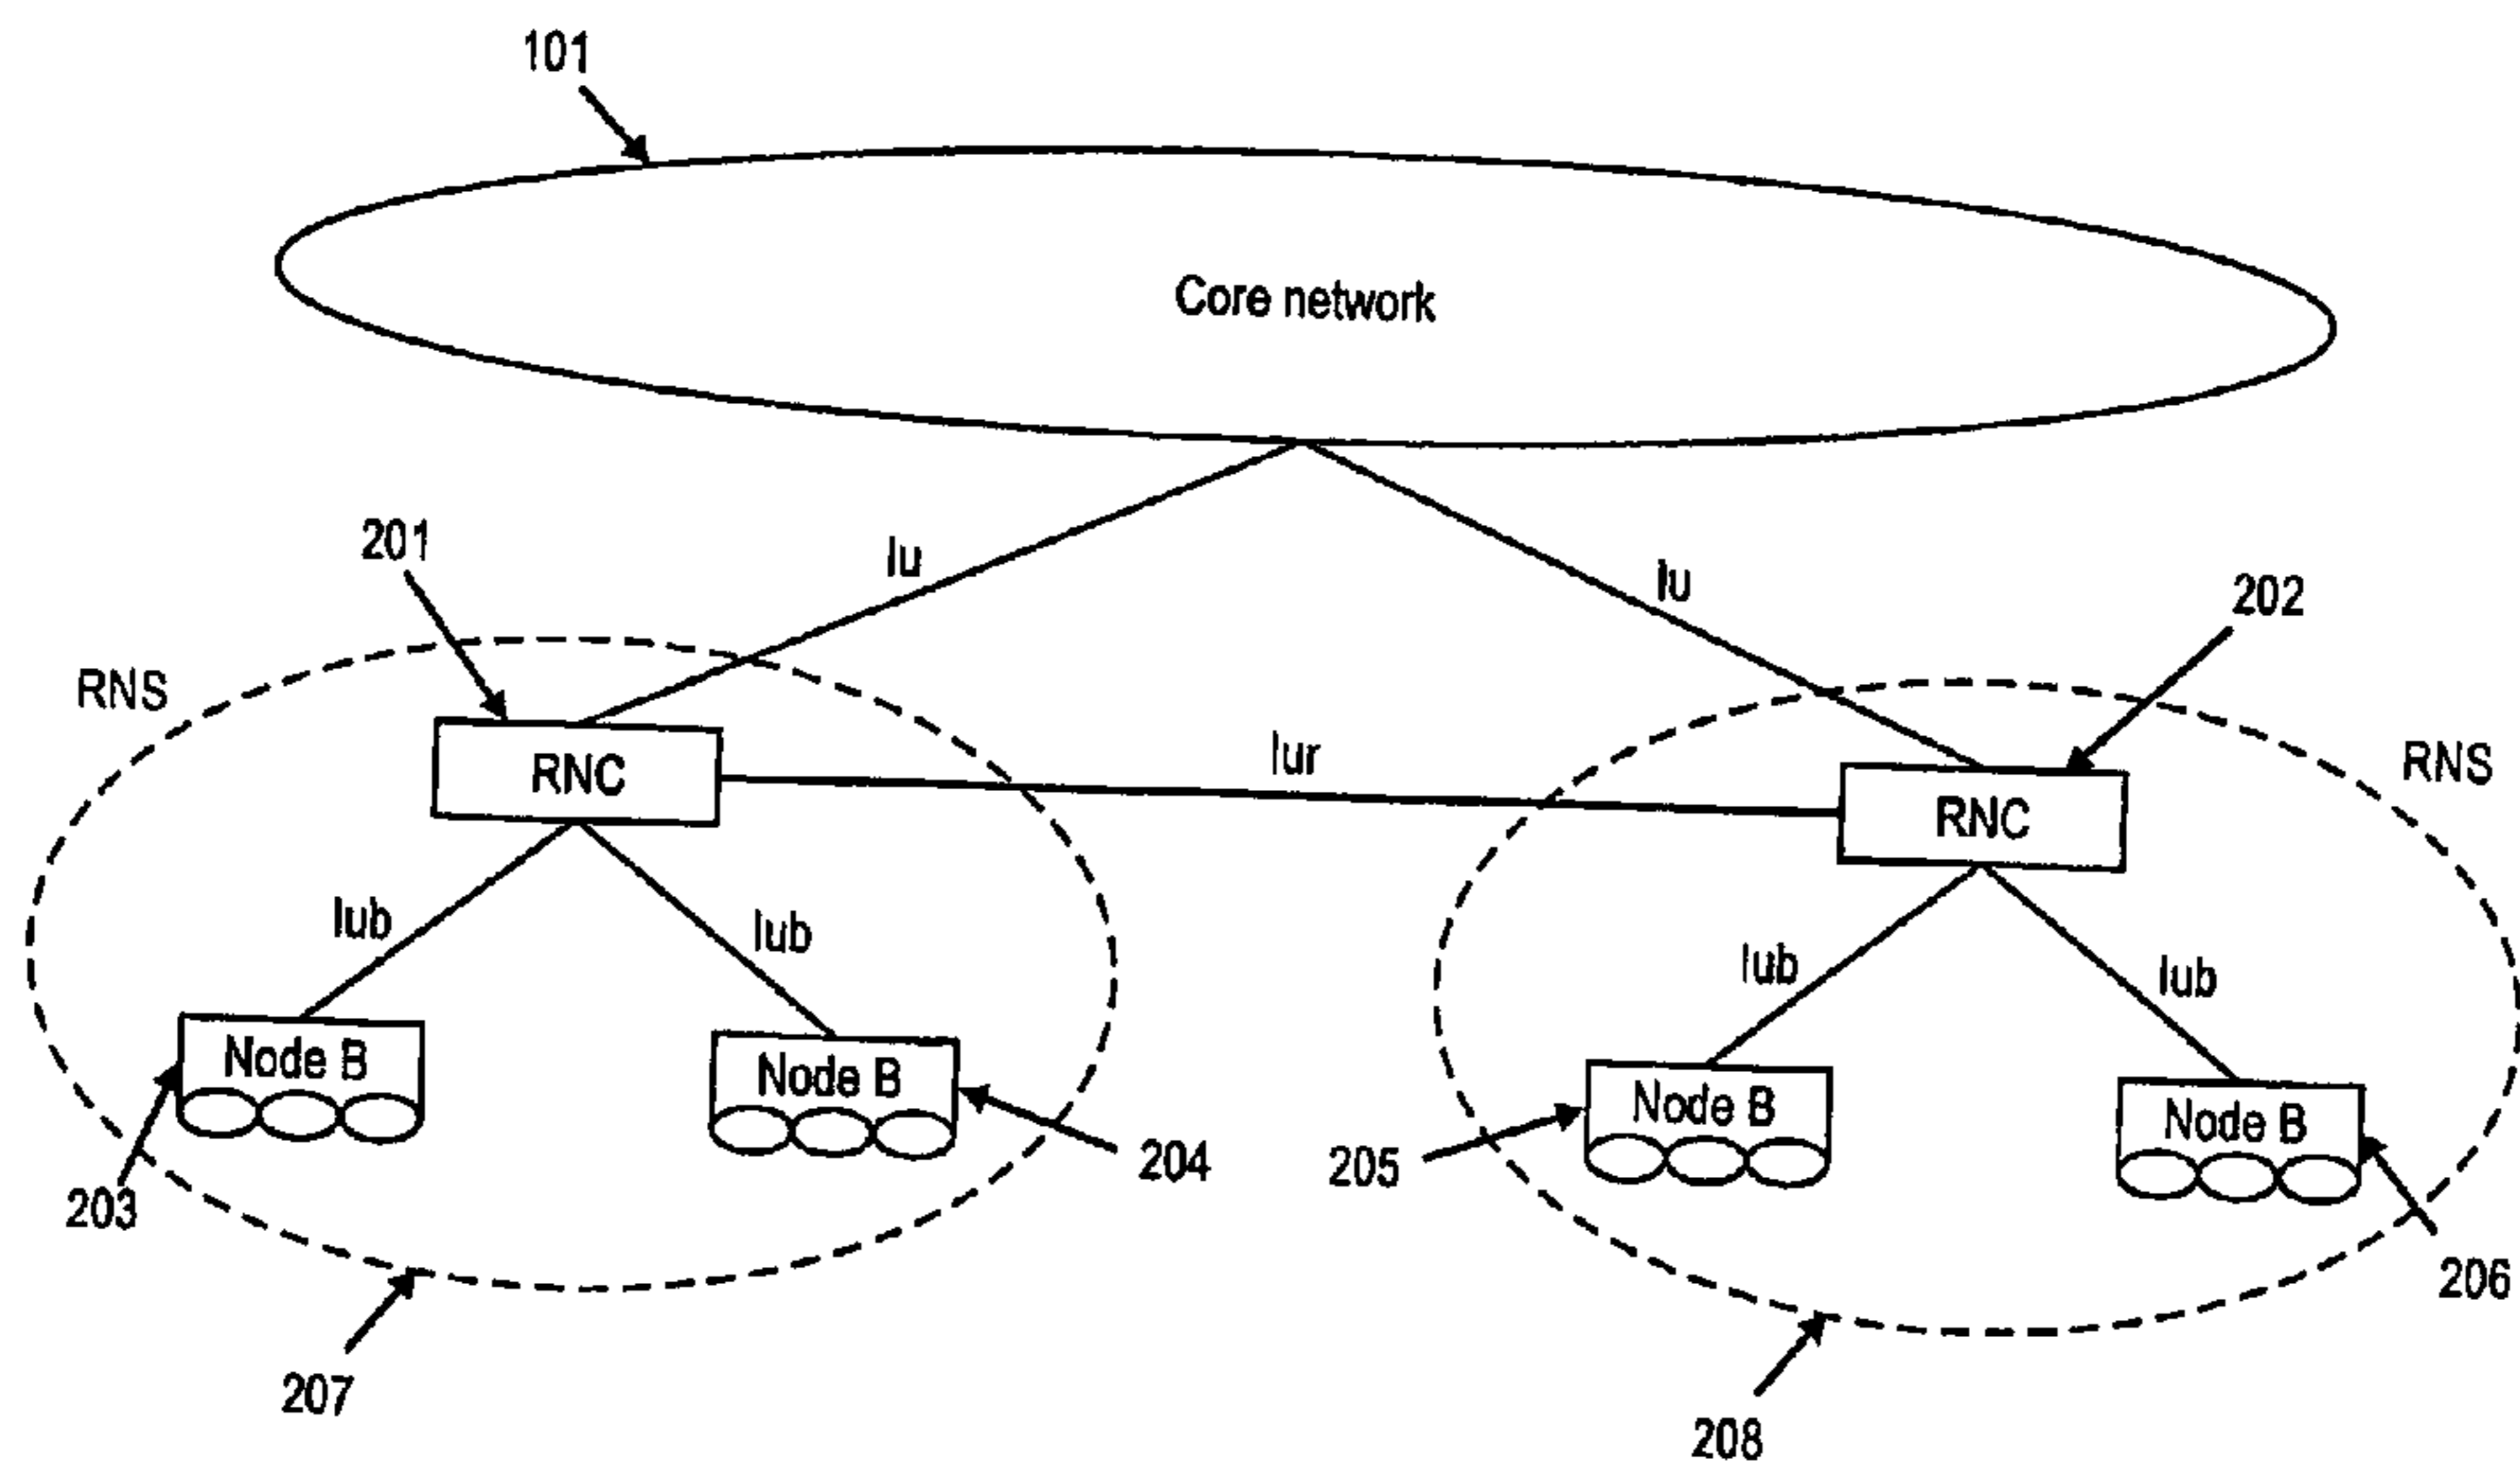 101
Core network
201
Iu
Iu
202
RNS
RNC
Iur
RNC
RNS
Iub
Iub
Iub
Iub
Node B
Node B
Node B
Node B
203
204
205
206
207
208